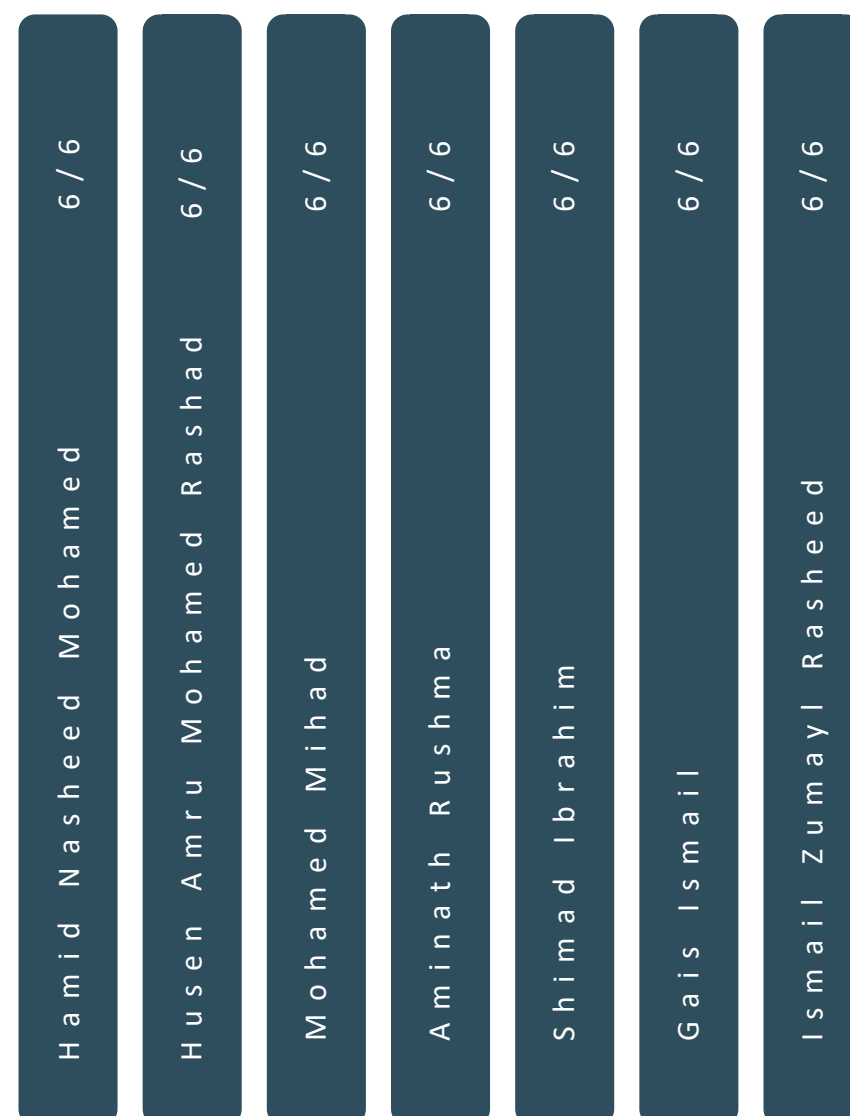 Hamid Nasheed Mohamed 6/6
Husen Amru Mohamed Rashad 6/6
Mohamed Mihad 6/6
Aminath Rushma 6/6
Shimad Ibrahim 6/6
Gais Ismail 6/6
Ismail Zumayl Rasheed 6/6